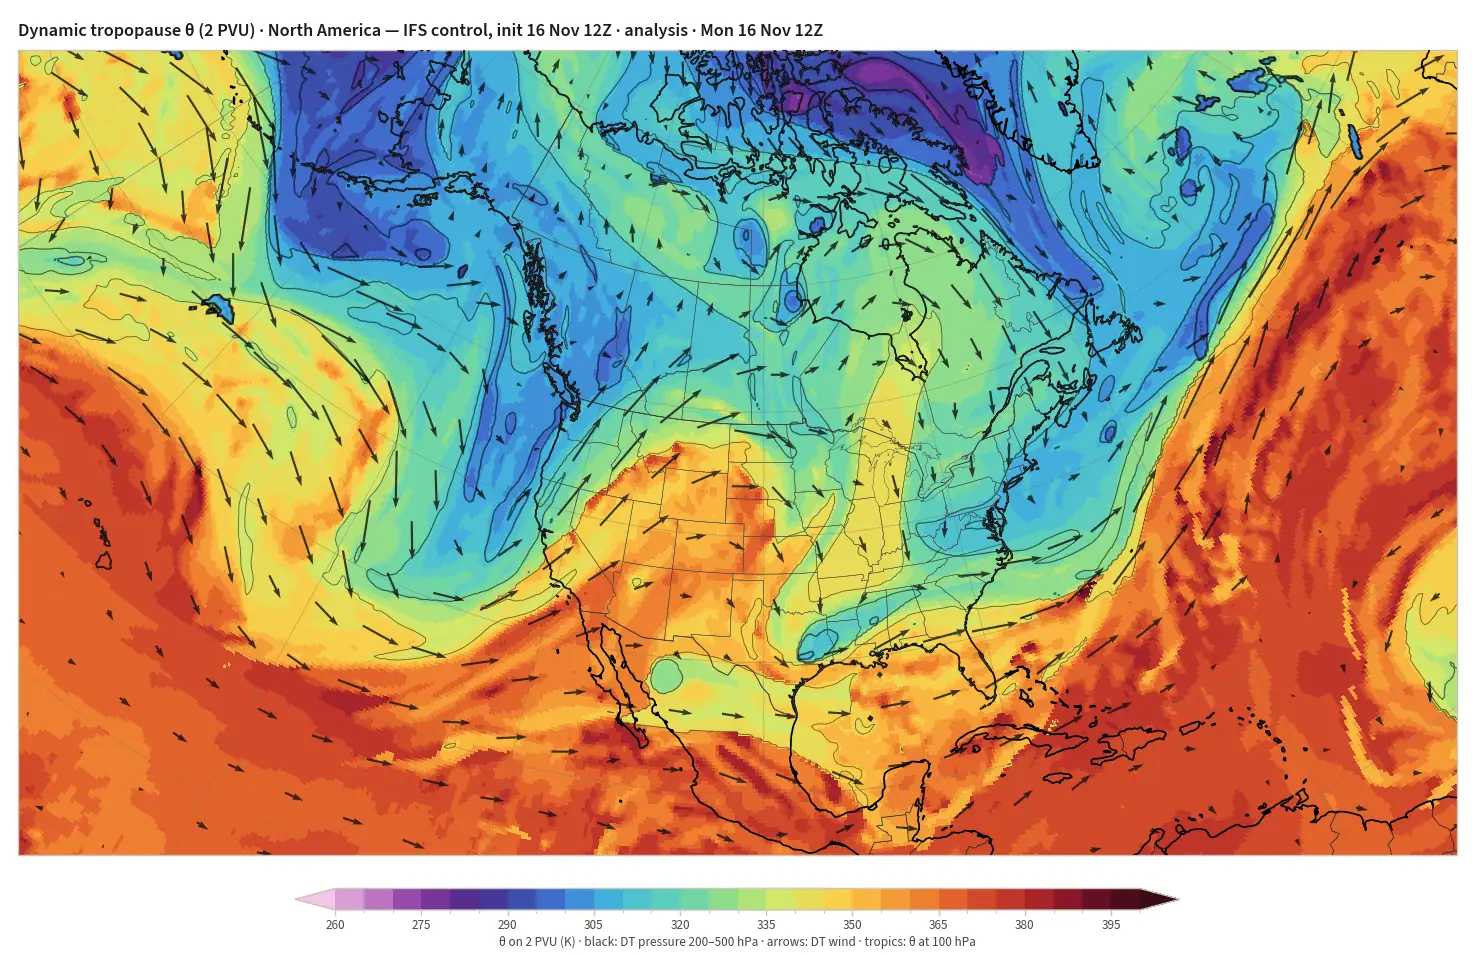 Dynamic tropopause θ (2 PVU) · North America — IFS control, init 16 Nov 12Z · analysis · Mon 16 Nov 12Z
260 275 290 305 320 335 350 365 380 395
θ on 2 PVU (K) · black: DT pressure 200–500 hPa · arrows: DT wind · tropics: θ at 100 hPa